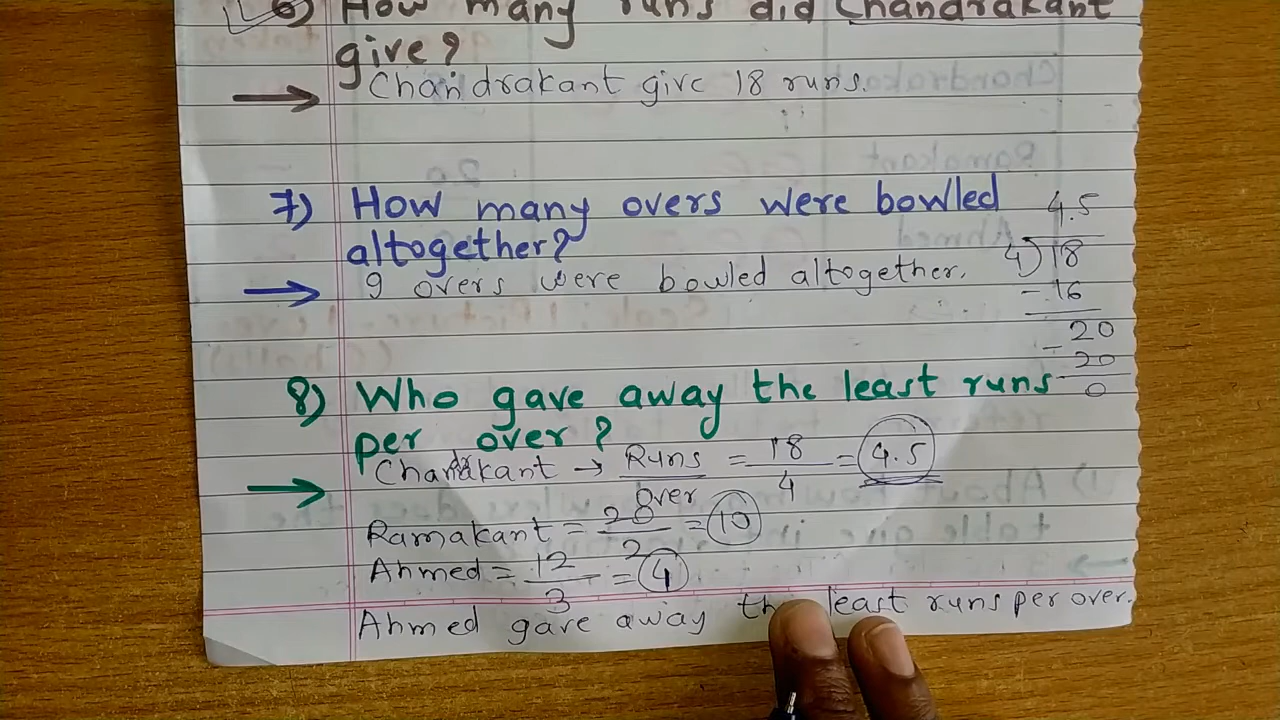 6) How many runs did Chandrakant
give?
Chandrakant give 18 runs.
7) How many overs were bowled
altogether?
9 overs were bowled altogether.
4.5
4)18
-16
20
- 20
0
8) Who gave away the least runs
per over?
Chandrakant → Runs/over = 18/4 = 4.5
Ramakant = 20/2 = 10
Ahmed = 12/3 = 4
Ahmed gave away the least runs per over.